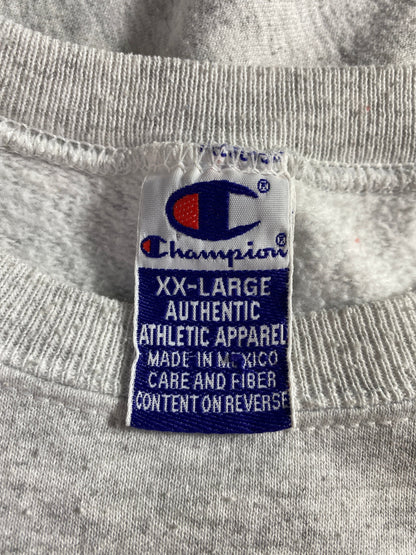 C®
Champion®
XX-LARGE
AUTHENTIC
ATHLETIC APPAREL
MADE IN MEXICO
CARE AND FIBER
CONTENT ON REVERSE